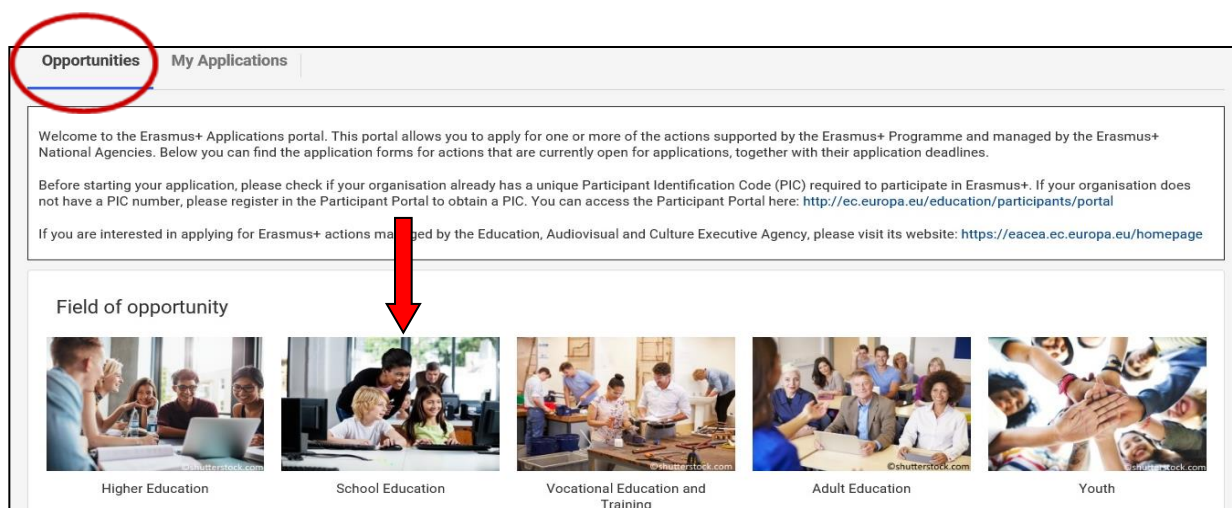 Opportunities My Applications
Welcome to the Erasmus+ Applications portal. This portal allows you to apply for one or more of the actions supported by the Erasmus+ Programme and managed by the Erasmus+
National Agencies. Below you can find the application forms for actions that are currently open for applications, together with their application deadlines.
Before starting your application, please check if your organisation already has a unique Participant Identification Code (PIC) required to participate in Erasmus+. If your organisation does
not have a PIC number, please register in the Participant Portal to obtain a PIC. You can access the Participant Portal here: http://ec.europa.eu/education/participants/portal
If you are interested in applying for Erasmus+ actions managed by the Education, Audiovisual and Culture Executive Agency, please visit its website: https://eacea.ec.europa.eu/homepage
Field of opportunity
©shutterstock.com ©shutterstock.com ©shutterstock.com ©shutterstock.com
Higher Education School Education Vocational Education and Adult Education Youth
Training